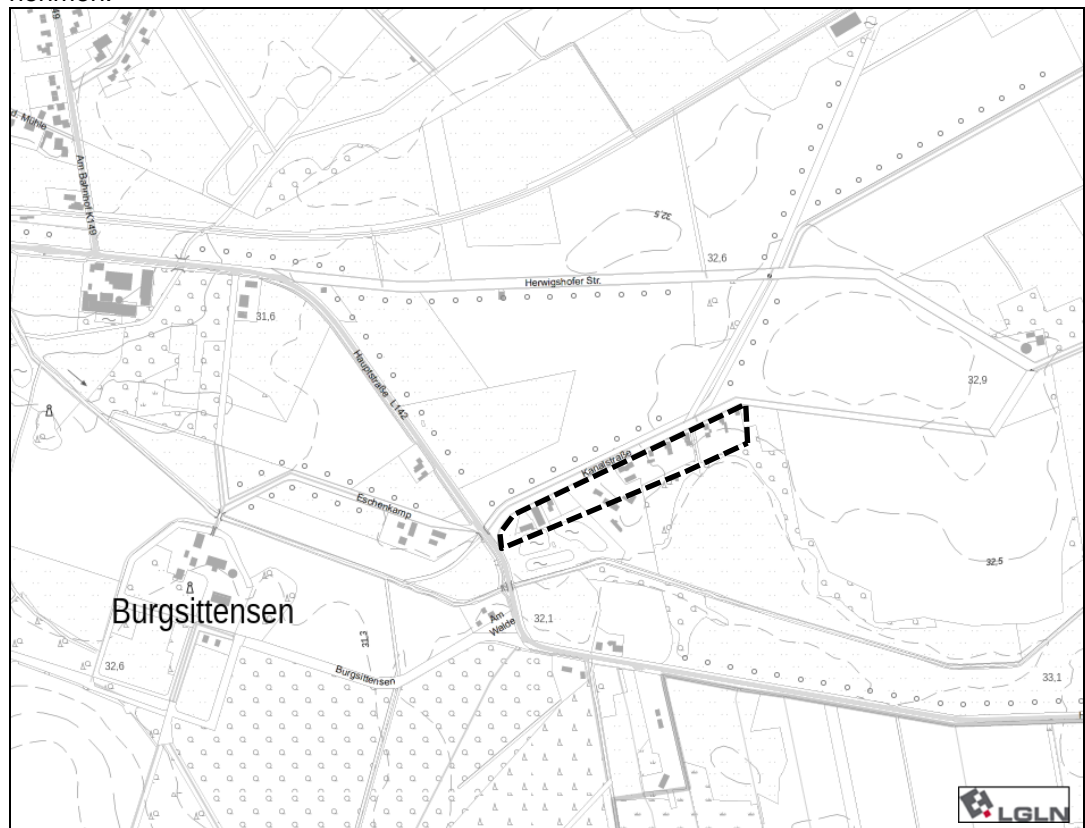 d. Mühle
Am Bahnhof K149
32,5
32,6
Herwigshofer Str.
31,6
Hauptstraße L142
32,9
Kanalstraße
Eschenkamp
32,5
Burgsittensen
32,1
Am
Walde
31,3
32,6
Burgsittensen
33,1
LGLN